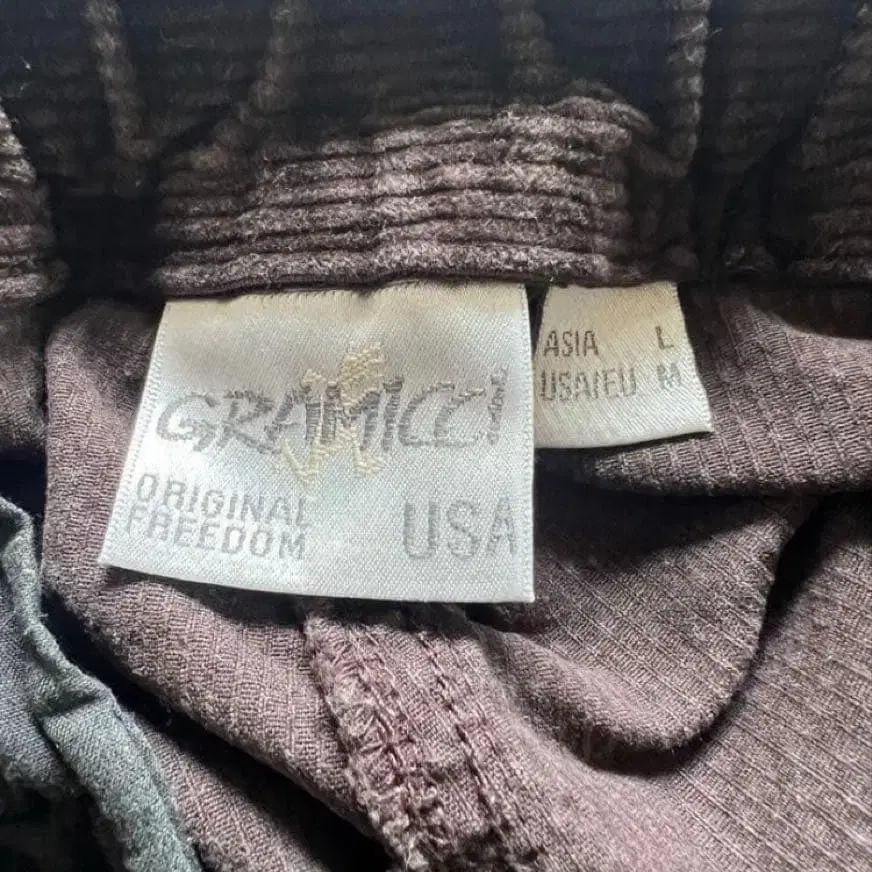 GRAMICCI
ORIGINAL
FREEDOM
USA
ASIA L
USA/EU M